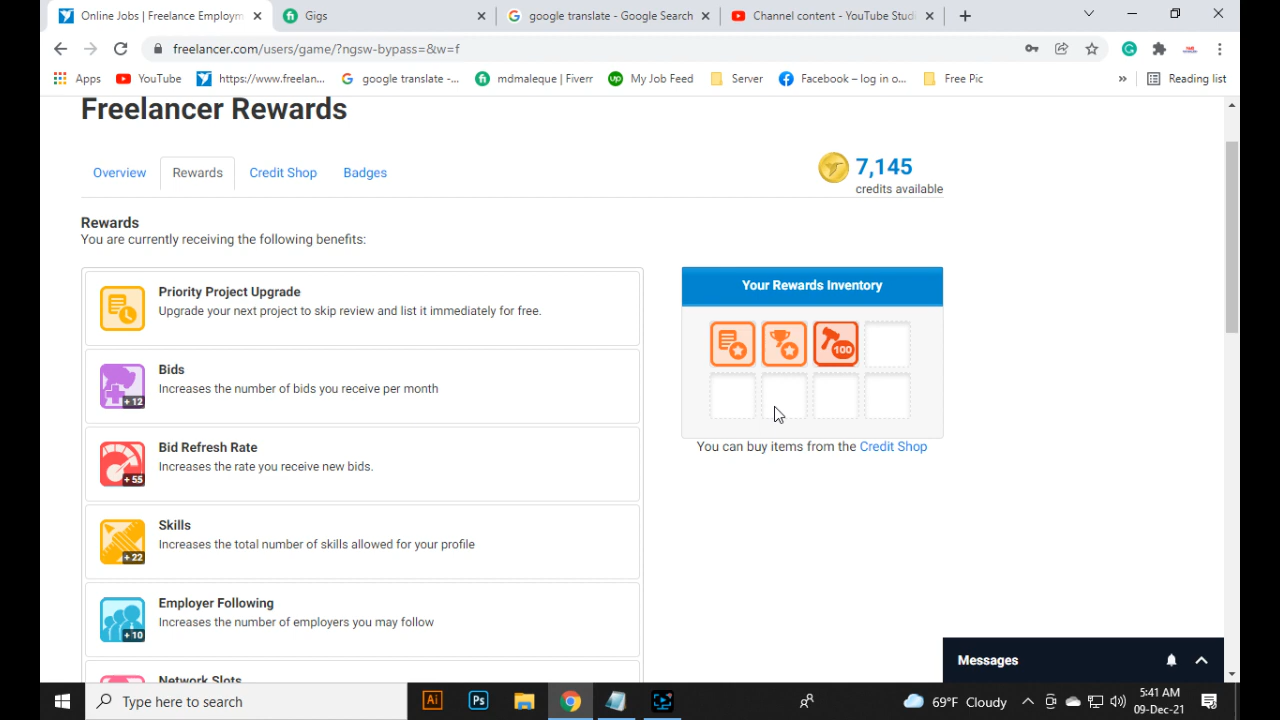 Online Jobs | Freelance Employm
Gigs
google translate - Google Search
Channel content - YouTube Studi
freelancer.com/users/game/?ngsw-bypass=&w=f
Apps
YouTube
https://www.freelan...
google translate -...
mdmaleque | Fiverr
My Job Feed
Server
Facebook – log in o...
Free Pic
»
Reading list
Freelancer Rewards
Overview
Rewards
Credit Shop
Badges
7,145
credits available
Rewards
You are currently receiving the following benefits:
Priority Project Upgrade
Upgrade your next project to skip review and list it immediately for free.
Bids
Increases the number of bids you receive per month
+12
Bid Refresh Rate
Increases the rate you receive new bids.
+55
Skills
Increases the total number of skills allowed for your profile
+22
Employer Following
Increases the number of employers you may follow
+10
Network Slots
Your Rewards Inventory
100
You can buy items from the Credit Shop
Messages
Type here to search
Ai
Ps
69°F Cloudy
5:41 AM
09-Dec-21